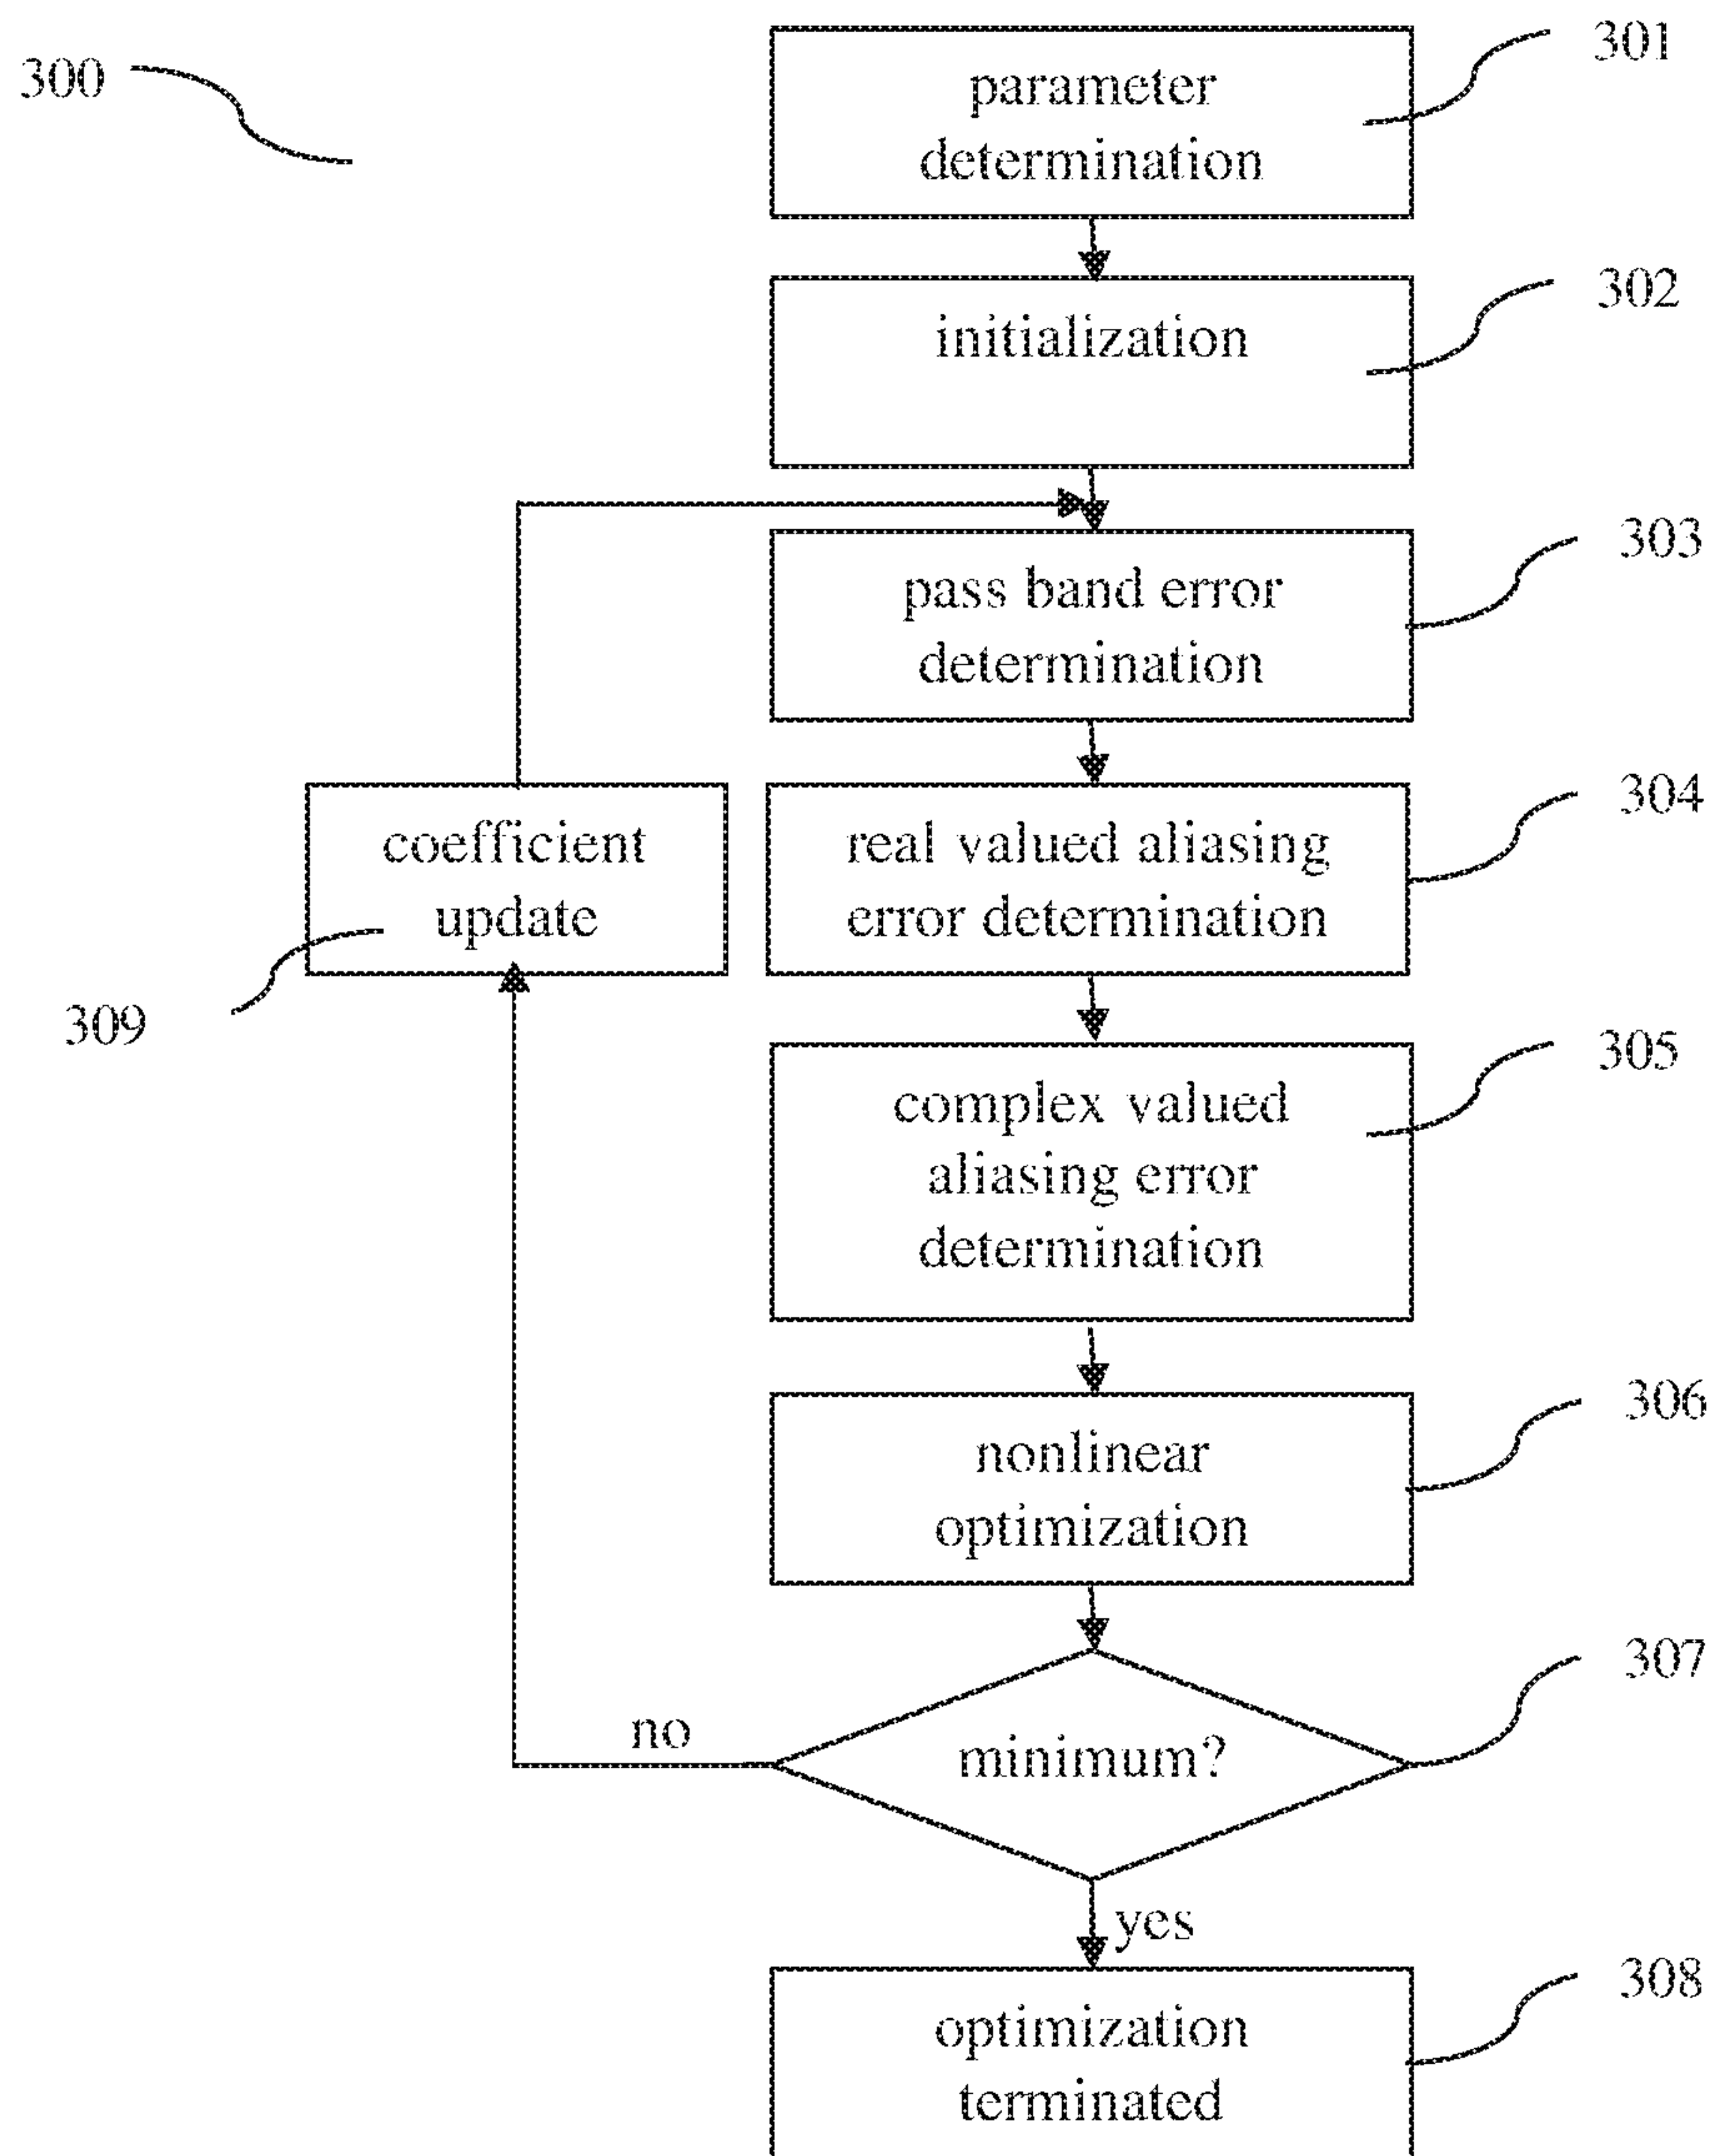 300
301
parameter
determination
302
initialization
303
pass band error
determination
304
real valued aliasing
error determination
coefficient
update
309
305
complex valued
aliasing error
determination
306
nonlinear
optimization
307
minimum?
no
yes
308
optimization
terminated